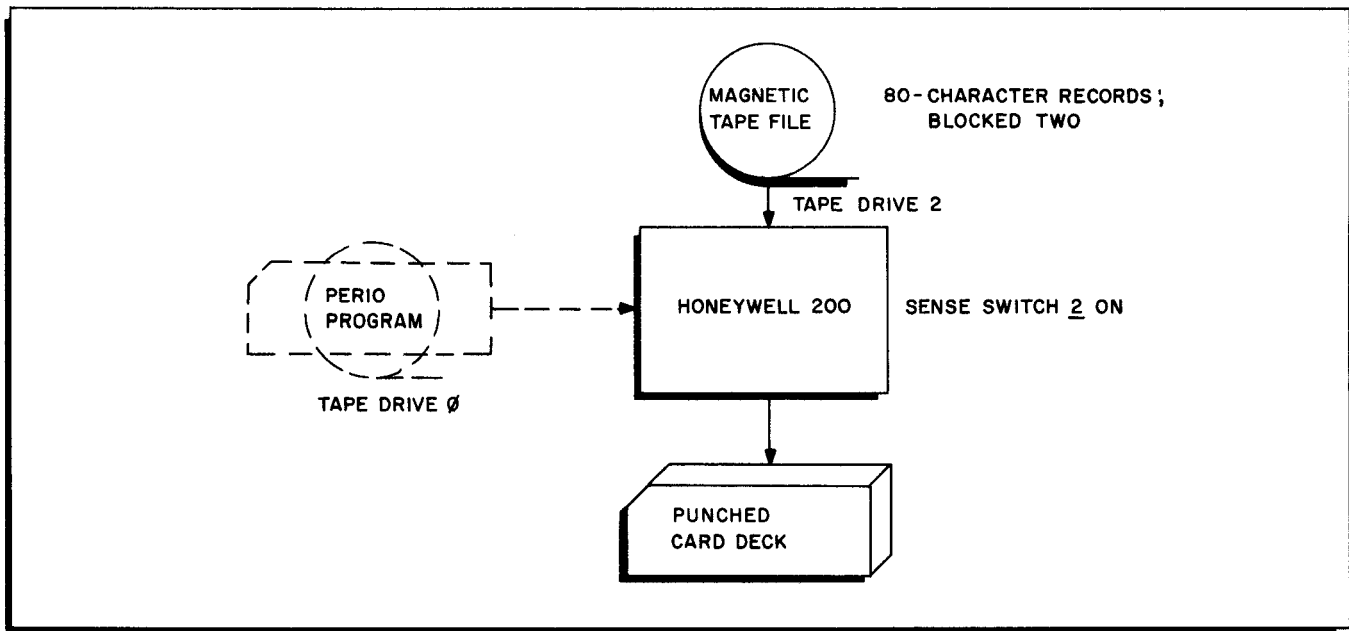 MAGNETIC
TAPE FILE
80-CHARACTER RECORDS;
BLOCKED TWO
TAPE DRIVE 2
PERIO
PROGRAM
HONEYWELL 200
SENSE SWITCH 2 ON
TAPE DRIVE Ø
PUNCHED
CARD DECK